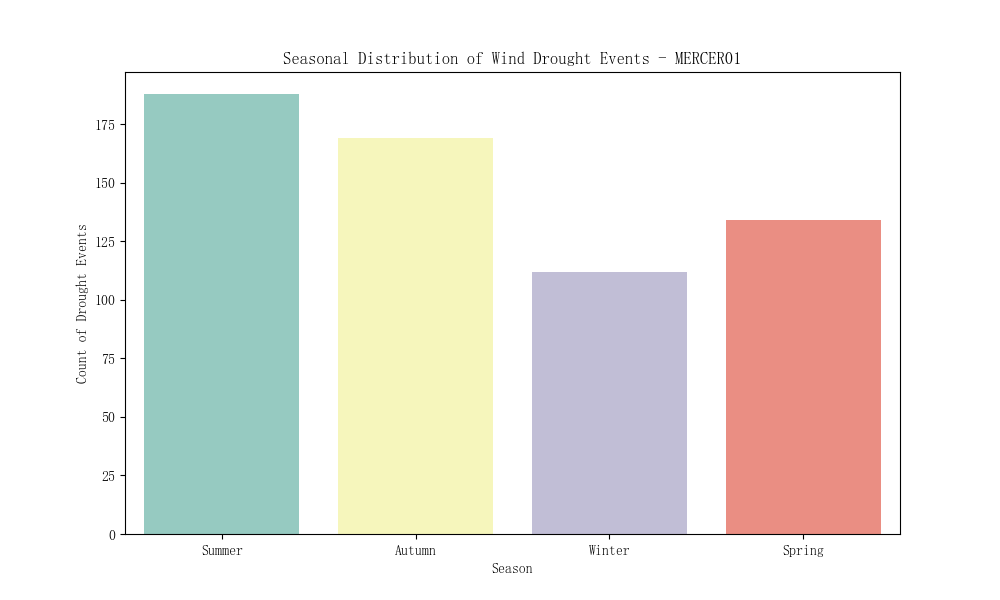 Seasonal Distribution of Wind Drought Events - MERCER01
Count of Drought Events
175
150
125
100
75
50
25
0
Summer Autumn Winter Spring
Season